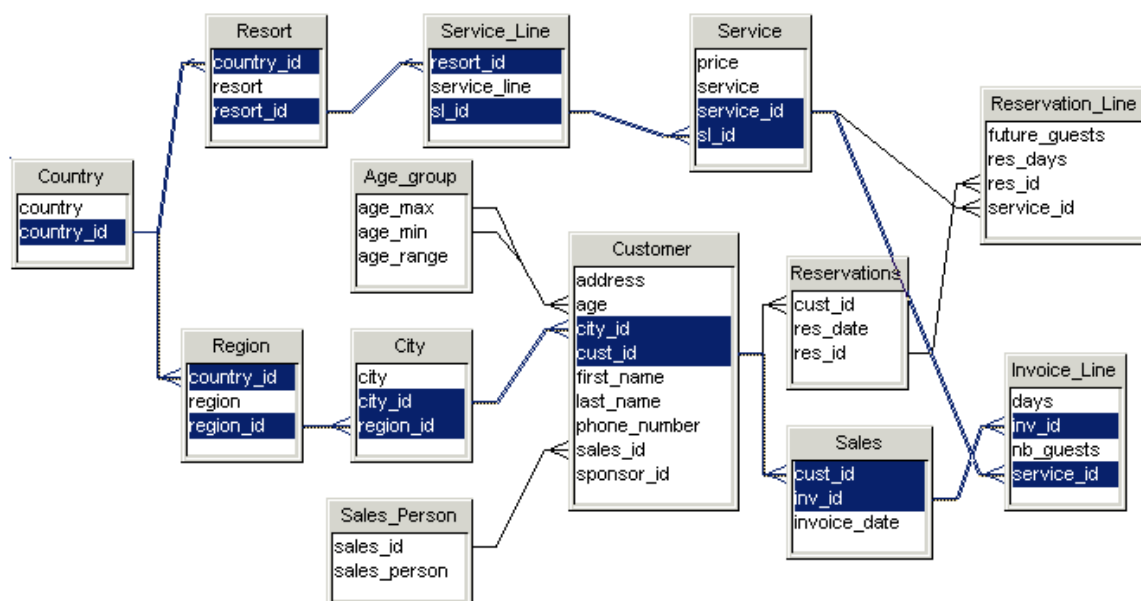 Resort
country_id
resort
resort_id
Service_Line
resort_id
service_line
sl_id
Service
price
service
service_id
sl_id
Reservation_Line
future_guests
res_days
res_id
service_id
Country
country
country_id
Age_group
age_max
age_min
age_range
Customer
address
age
city_id
cust_id
first_name
last_name
phone_number
sales_id
sponsor_id
Reservations
cust_id
res_date
res_id
Region
country_id
region
region_id
City
city
city_id
region_id
Invoice_Line
days
inv_id
nb_guests
service_id
Sales
cust_id
inv_id
invoice_date
Sales_Person
sales_id
sales_person